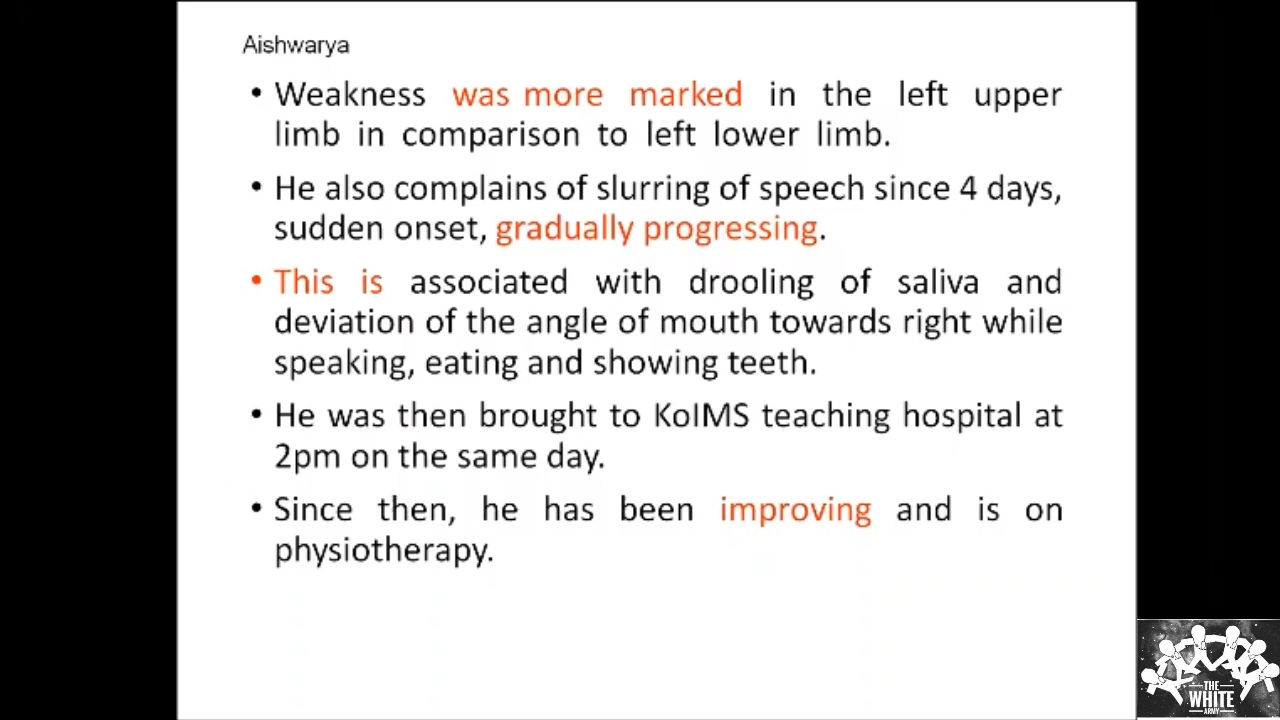 Aishwarya
• Weakness was more marked in the left upper
limb in comparison to left lower limb.
• He also complains of slurring of speech since 4 days,
sudden onset, gradually progressing.
• This is associated with drooling of saliva and
deviation of the angle of mouth towards right while
speaking, eating and showing teeth.
• He was then brought to KoIMS teaching hospital at
2pm on the same day.
• Since then, he has been improving and is on
physiotherapy.
THE
WHITE
ARMY